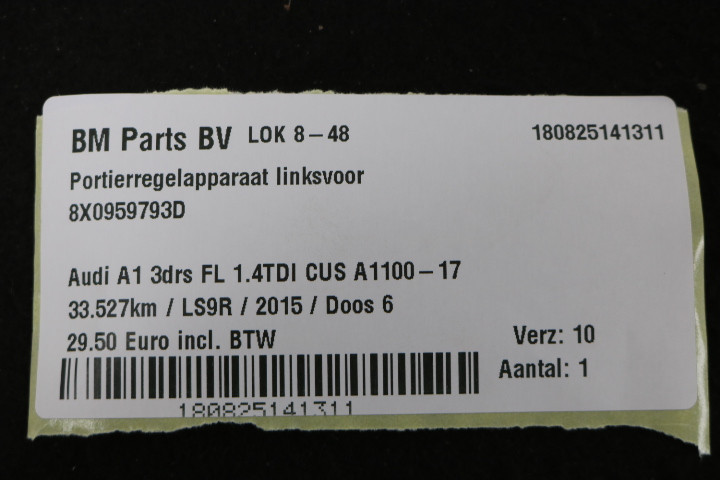 BM Parts BV LOK 8-48 180825141311
Portierregelapparaat linksvoor
8X0959793D
Audi A1 3drs FL 1.4TDI CUS A1100-17
33.527km / LS9R / 2015 / Doos 6
29.50 Euro incl. BTW Verz: 10
Aantal: 1
180825141311